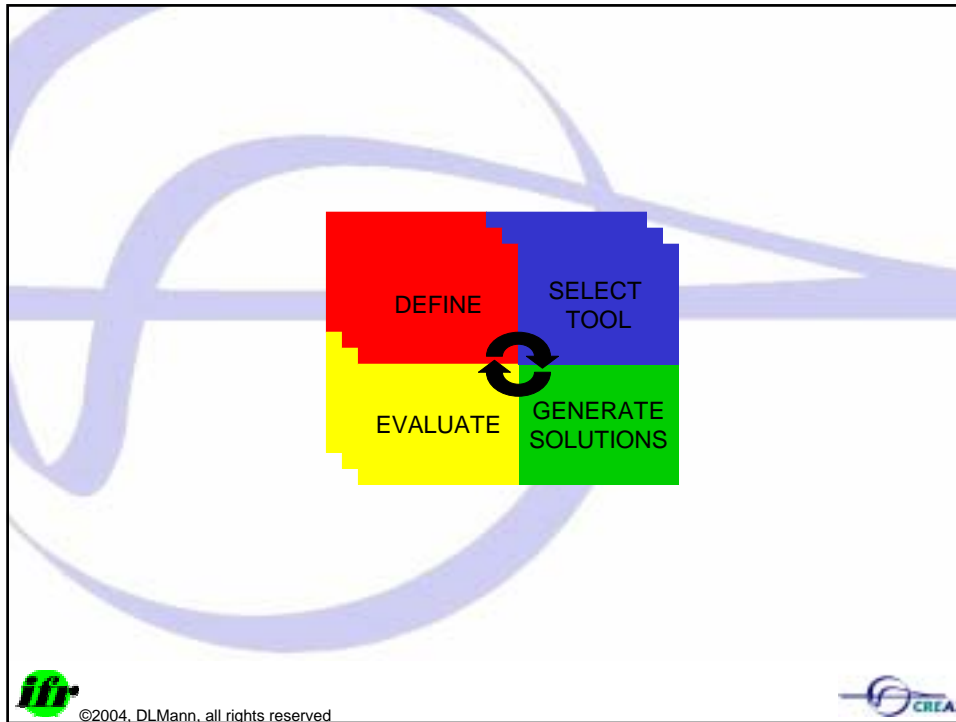 DEFINE
SELECT
TOOL
EVALUATE
GENERATE
SOLUTIONS
ifr
©2004, DLMann, all rights reserved
CREA